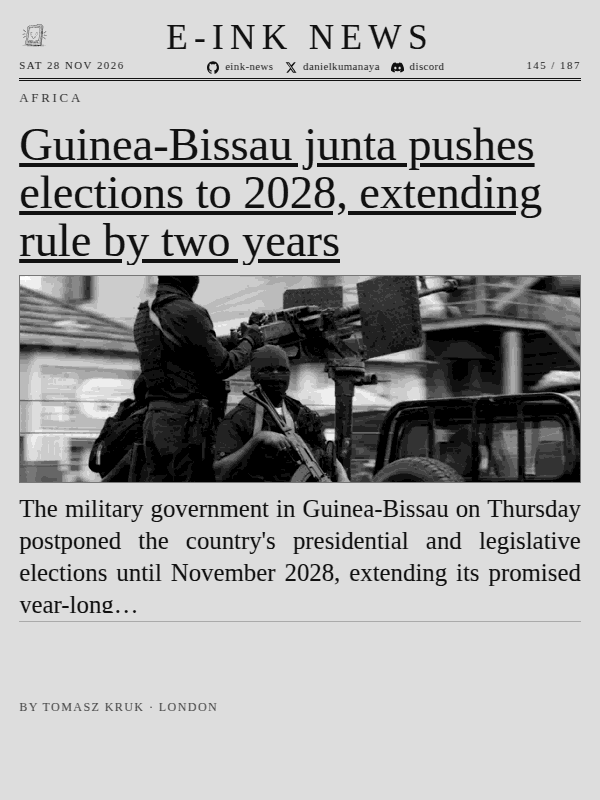 E-INK NEWS
SAT 28 NOV 2026
eink-news
danielkumanaya
discord
145 / 187
AFRICA
Guinea-Bissau junta pushes
elections to 2028, extending
rule by two years
The military government in Guinea-Bissau on Thursday
postponed the country's presidential and legislative
elections until November 2028, extending its promised
year-long…
BY TOMASZ KRUK · LONDON